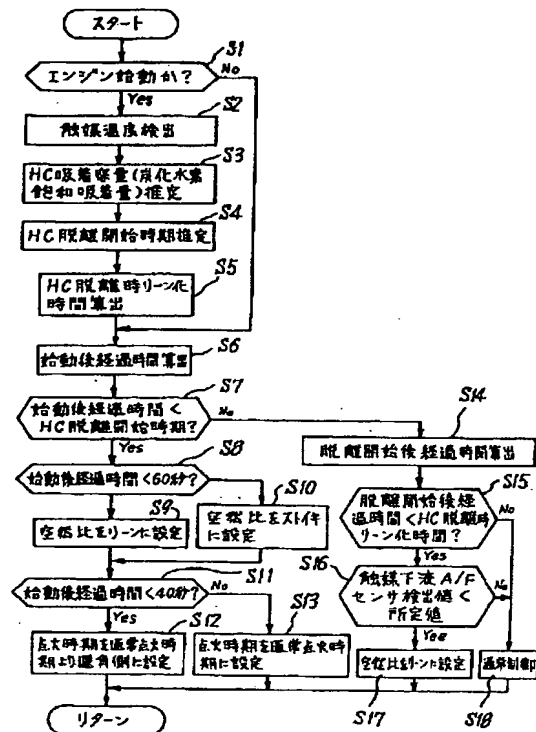 スタート
S1
エンジン始動か?
No
Yes
S2
触媒温度検出
S3
HC吸着容量(炭化水素
飽和吸着量)推定
S4
HC脱離開始時期推定
S5
HC脱離時リーン化
時間算出
S6
始動後経過時間算出
S7
始動後経過時間<
HC脱離開始時期?
No
Yes
S8
始動後経過時間<60秒?
S9
空燃比をリーンに設定
S10
空燃比をストイキ
に設定
S11
始動後経過時間<40秒?
No
Yes
S12
点火時期を通常点火時
期より遅角側に設定
S13
点火時期を通常点火時
期に設定
S14
脱離開始後経過時間算出
S15
脱離開始後経
過時間<HC脱離時
リーン化時間?
No
Yes
S16
触媒下流A/F
センサ検出値<
所定値
No
Yes
空燃比をリーンに設定
S17
通常制御
S18
リターン